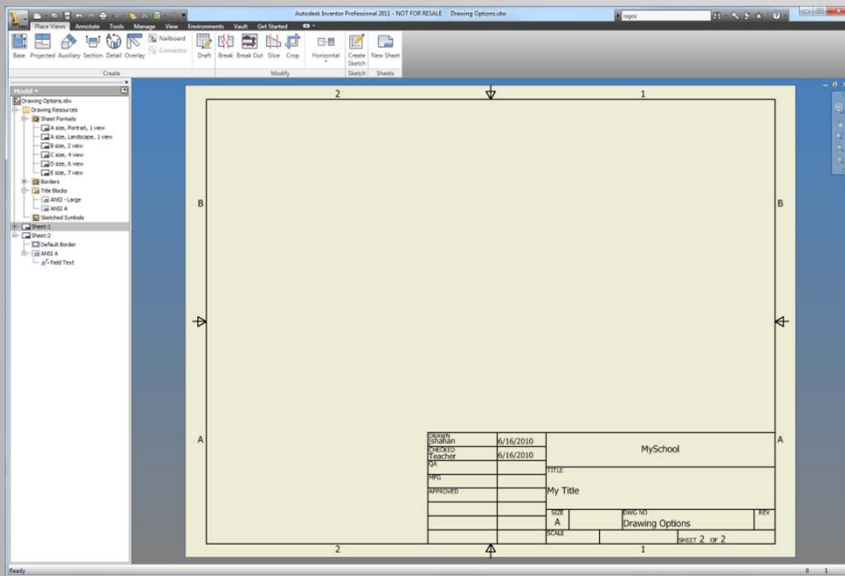 Autodesk Inventor Professional 2011 - NOT FOR RESALE Drawing Options.idw
logos
Place Views Annotate Tools Manage View Environments Vault Get Started
Base Projected Auxiliary Section Detail Overlay
Nailboard
Connector
Draft Break Break Out Slice Crop Horizontal Create Sketch New Sheet
Create Modify Sketch Sheets
Model
Drawing Options.idw
Drawing Resources
Sheet Formats
A size, Portrait, 1 view
A size, Landscape, 1 view
B size, 2 view
C size, 4 view
D size, 6 view
E size, 7 view
Borders
Title Blocks
ANSI - Large
ANSI A
Sketched Symbols
Sheet:1
Sheet:2
Default Border
ANSI A
Field Text
2 1
B B
A A
DRAWN
jshanan 6/16/2010
CHECKED
Teacher 6/16/2010
QA
MFG
APPROVED
MySchool
TITLE
My Title
SIZE
A
DWG NO
Drawing Options
REV
SCALE
SHEET 2 OF 2
2 1
Ready
0 1